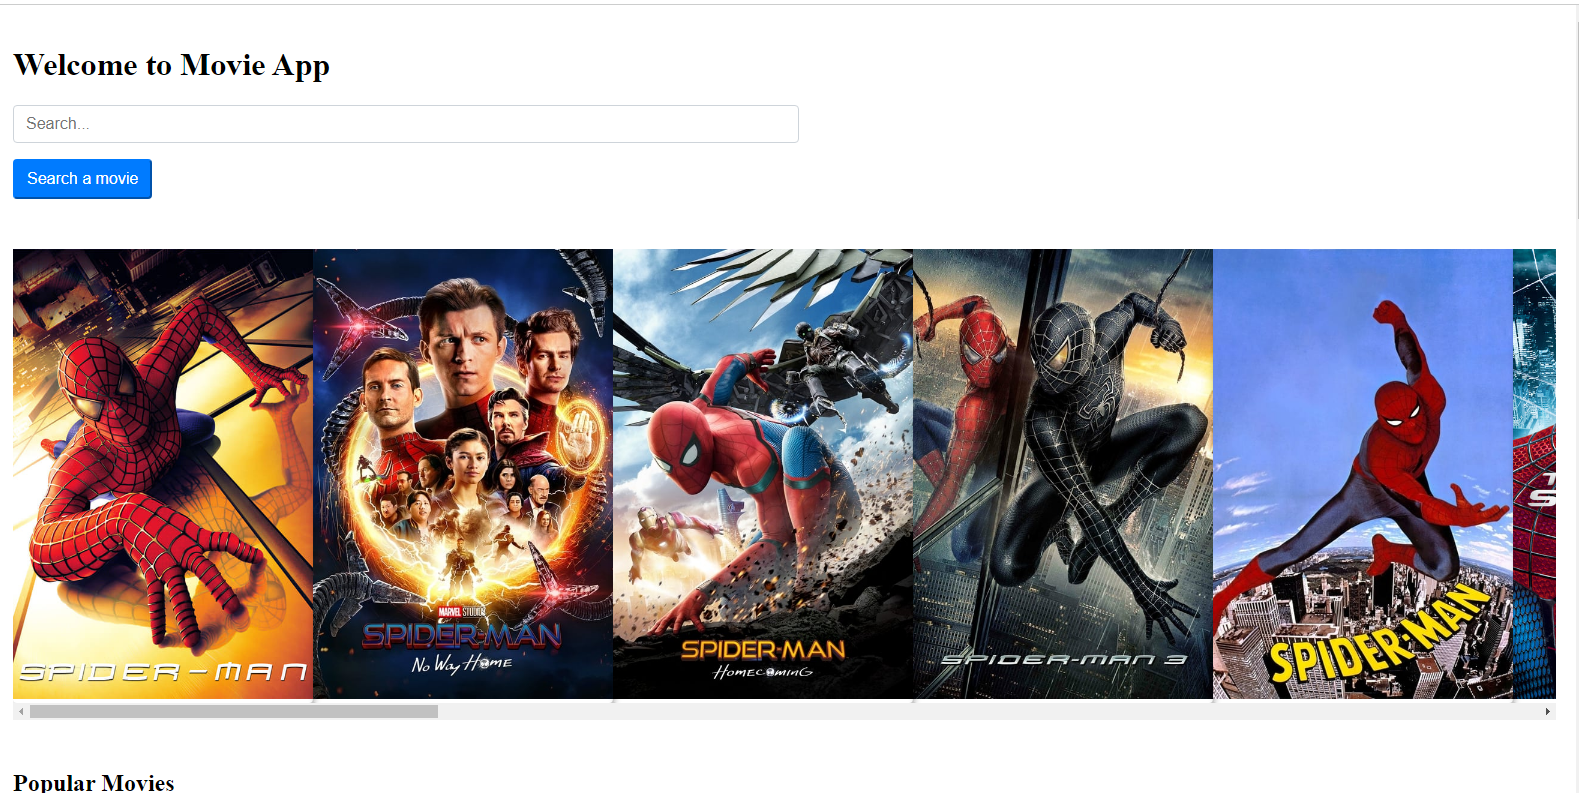 Welcome to Movie App
Search...
Search a movie
SPIDER-MAN
MARVEL STUDIOS
SPIDER-MAN
No Way Home
SPIDER-MAN
HOMECOMING
SPIDER-MAN 3
SPIDER-MAN
Popular Movies